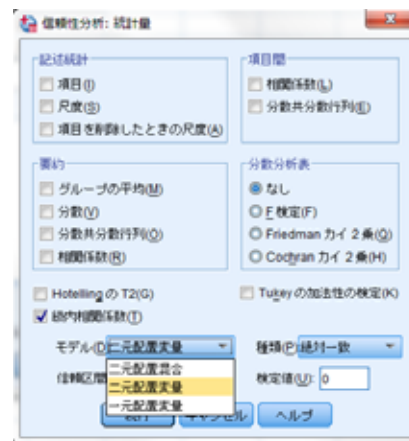 信頼性分析: 統計量
記述統計
項目(I)
尺度(S)
項目を削除したときの尺度(A)
項目間
相関係数(L)
分散共分散行列(E)
要約
グループの平均(M)
分散(V)
分散共分散行列(O)
相関係数(R)
分散分析表
なし
F 検定(F)
Friedman カイ 2 乗(Q)
Cochran カイ 2 乗(H)
Hotelling の T2(G)
Tukey の加法性の検定(K)
級内相関係数(T)
モデル(D
二元配置変量
種類(P):
絶対一致
二元配置混合
二元配置変量
一元配置変量
信頼区間
検定値(U):
0
ヘルプ